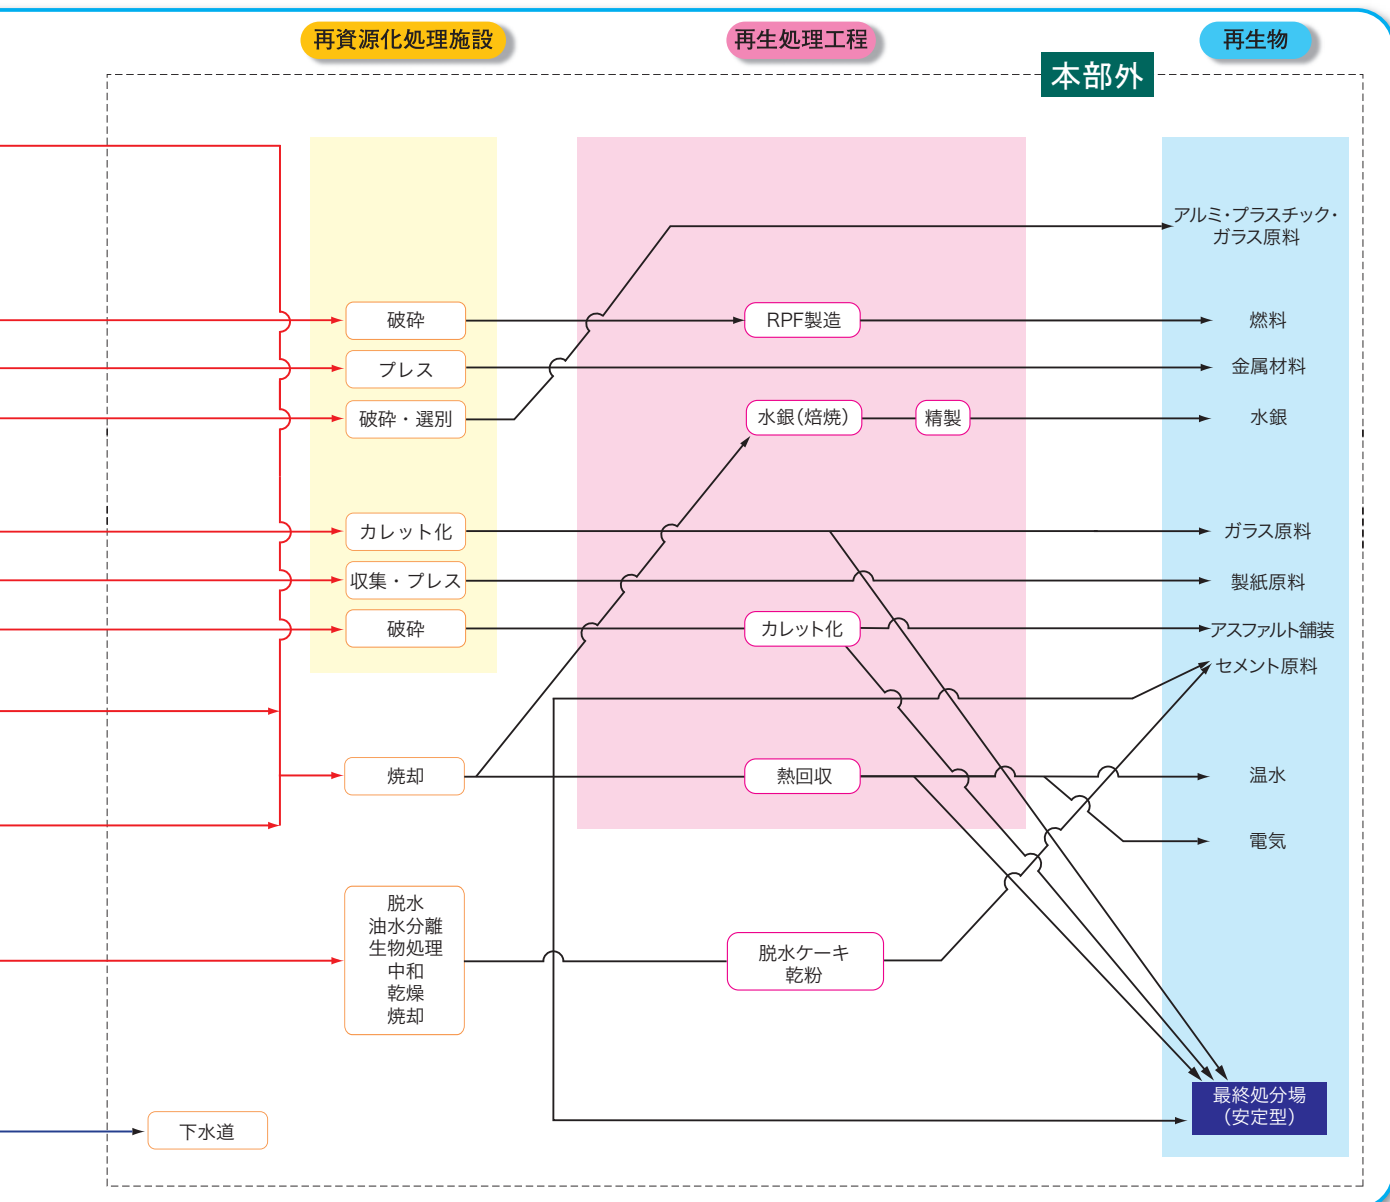 再資源化処理施設
再生処理工程
再生物
本部外
アルミ・プラスチック・
ガラス原料
破砕
RPF製造
燃料
プレス
金属材料
破砕・選別
水銀(焙焼)
精製
水銀
カレット化
ガラス原料
収集・プレス
製紙原料
破砕
カレット化
アスファルト舗装
セメント原料
焼却
熱回収
温水
電気
脱水
油水分離
生物処理
中和
乾燥
焼却
脱水ケーキ
乾粉
最終処分場
(安定型)
下水道